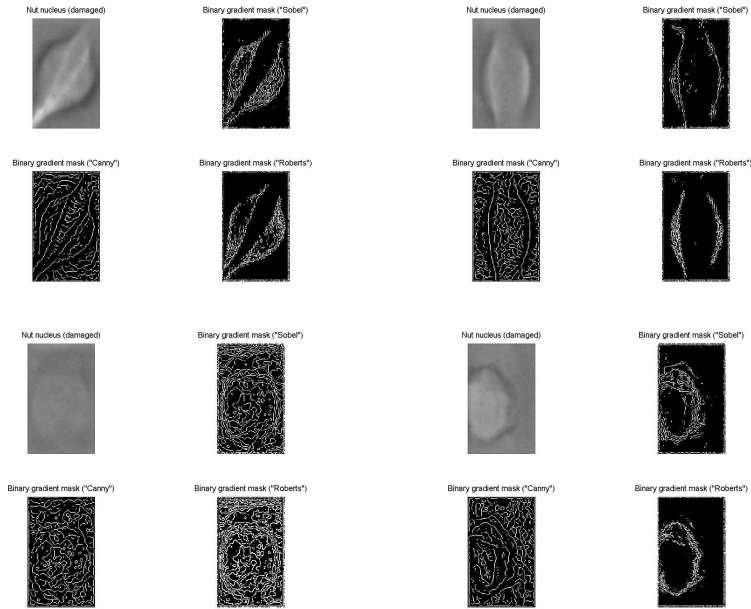 Nut nucleus (damaged)
Binary gradient mask ("Sobel")
Nut nucleus (damaged)
Binary gradient mask ("Sobel")
Binary gradient mask ("Canny")
Binary gradient mask ("Roberts")
Binary gradient mask ("Canny")
Binary gradient mask ("Roberts")
Nut nucleus (damaged)
Binary gradient mask ("Sobel")
Nut nucleus (damaged)
Binary gradient mask ("Sobel")
Binary gradient mask ("Canny")
Binary gradient mask ("Roberts")
Binary gradient mask ("Canny")
Binary gradient mask ("Roberts")